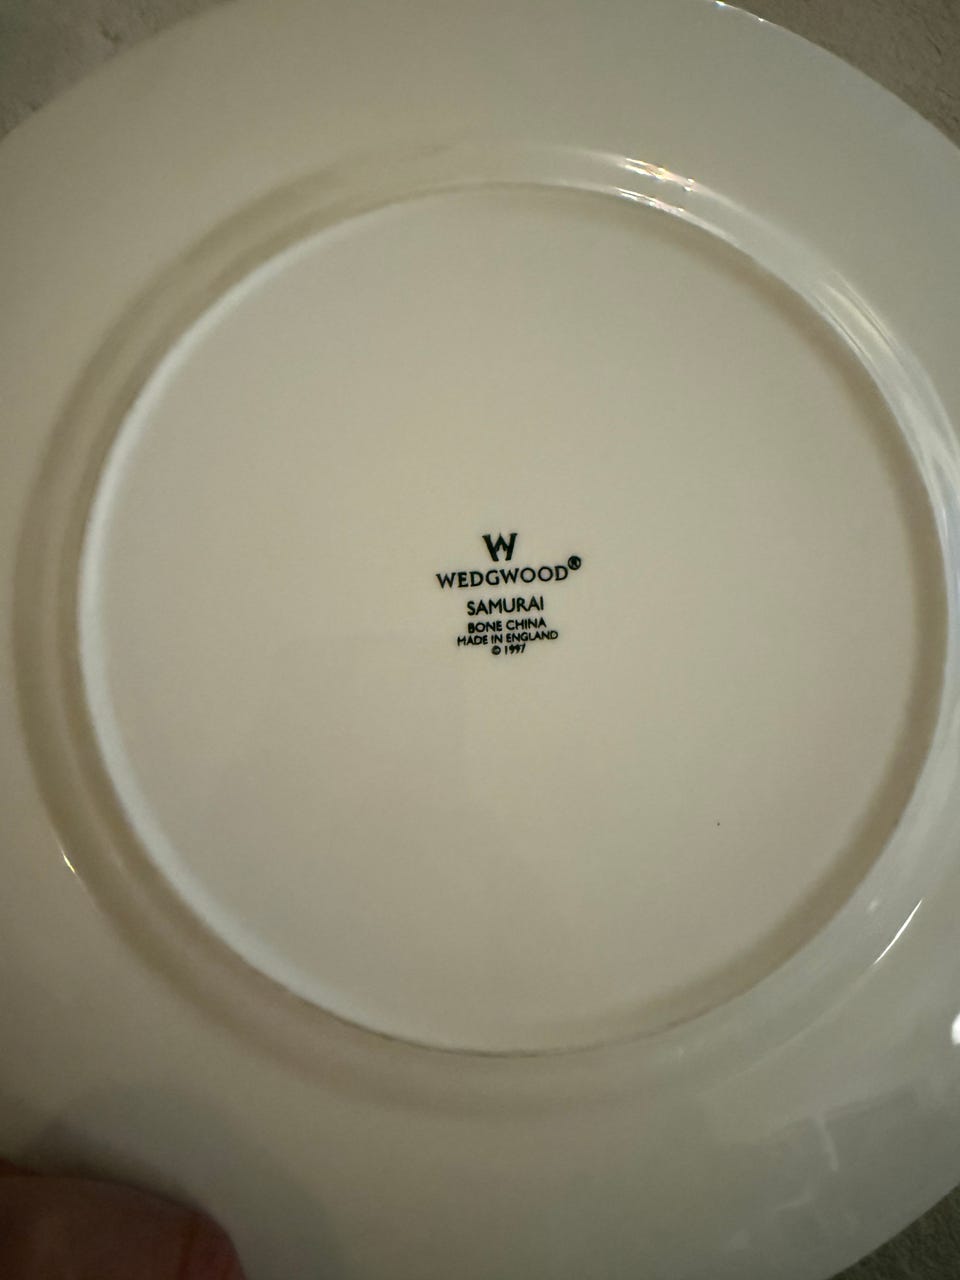 W
WEDGWOOD®
SAMURAI
BONE CHINA
MADE IN ENGLAND
© 1997